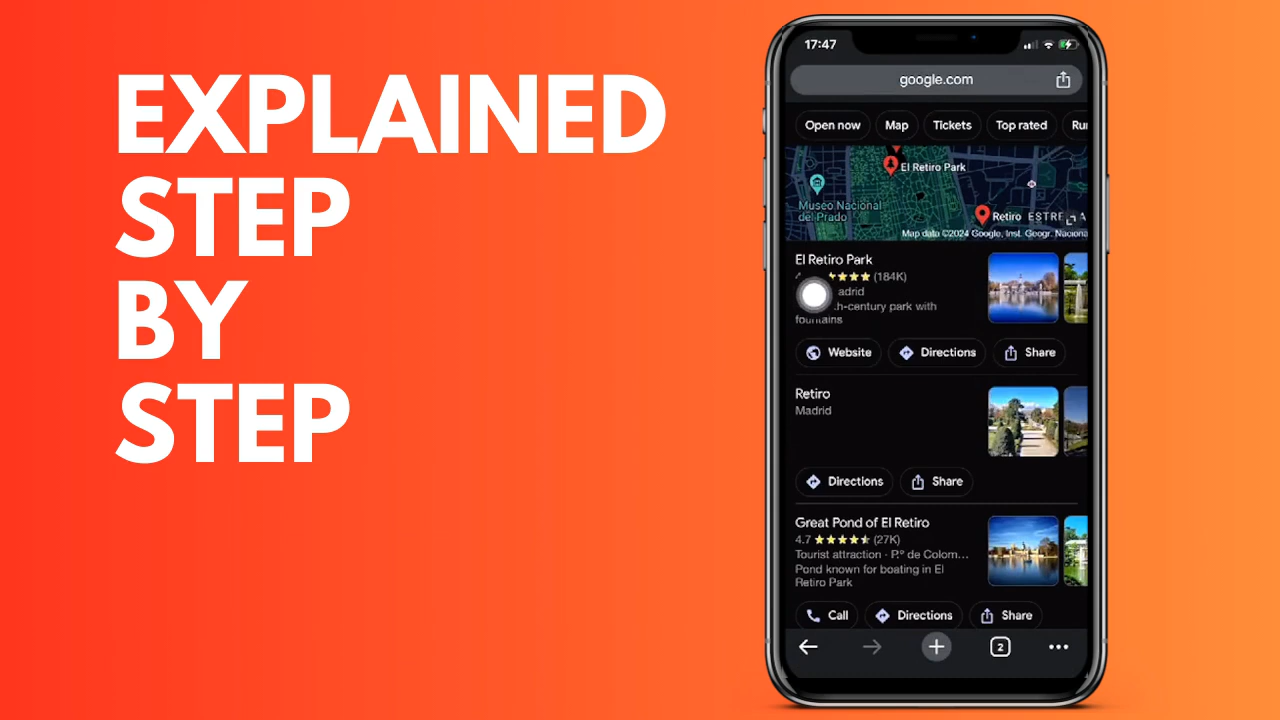 EXPLAINED
STEP
BY
STEP
17:47
google.com
Open now
Map
Tickets
Top rated
El Retiro Park
Museo Nacional
del Prado
Retiro
Map data ©2024 Google, Inst. Geogr. Naciona
El Retiro Park
(184K)
park with
fountains
Website
Directions
Share
Retiro
Madrid
Directions
Share
Great Pond of El Retiro
4.7 (27K)
Tourist attraction · P.º de Colom...
Pond known for boating in El
Retiro Park
Call
Directions
Share
2